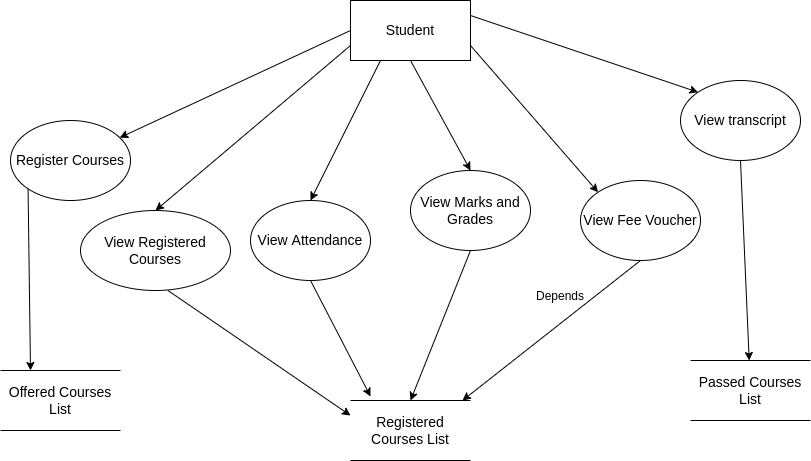 Student
View transcript
Register Courses
View Marks and
Grades
View Fee Voucher
View Registered
Courses
View Attendance
Depends
Offered Courses
List
Registered
Courses List
Passed Courses
List